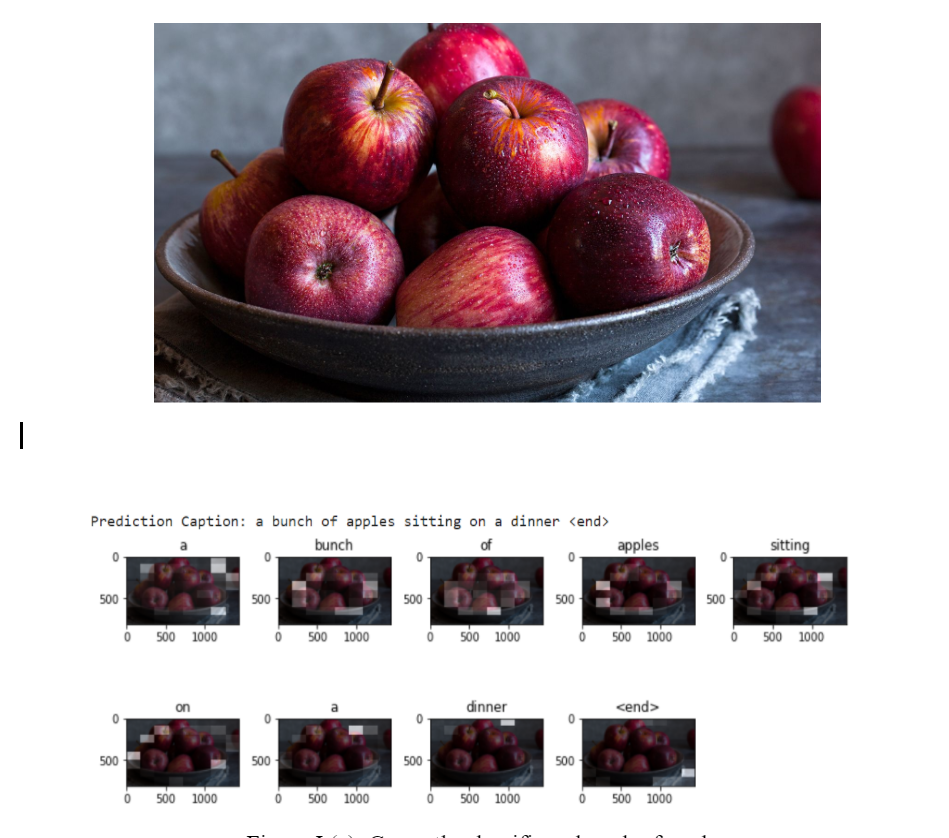 Prediction Caption: a bunch of apples sitting on a dinner <end>
a bunch of apples sitting
0 0 0 0 0
500 500 500 500 500
0 500 1000 0 500 1000 0 500 1000 0 500 1000 0 500 1000
on a dinner <end>
0 0 0 0
500 500 500 500
0 500 1000 0 500 1000 0 500 1000 0 500 1000